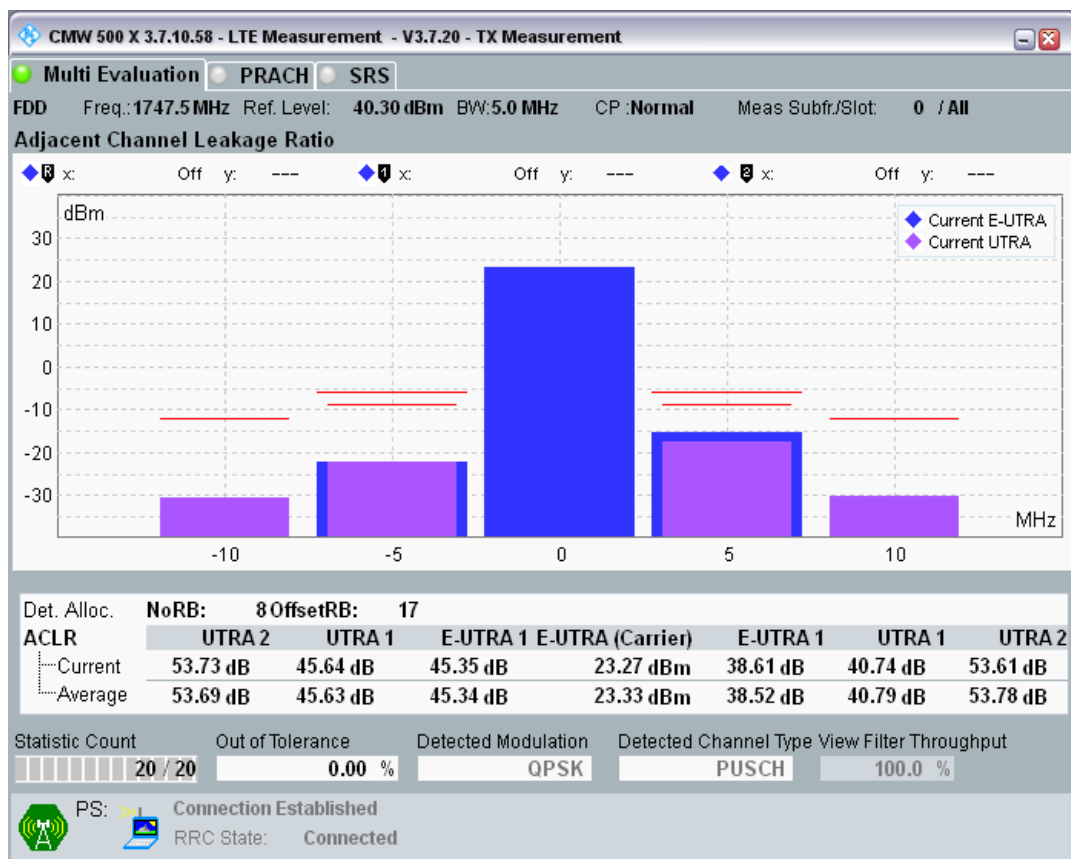 CMW 500 X 3.7.10.58 - LTE Measurement - V3.7.20 - TX Measurement
Multi Evaluation PRACH SRS
FDD Freq.: 1747.5 MHz Ref. Level: 40.30 dBm BW: 5.0 MHz CP : Normal Meas Subfr./Slot: 0 / All
Adjacent Channel Leakage Ratio
R x: Off y: --- 1 x: Off y: --- 2 x: Off y: ---
dBm
Current E-UTRA
Current UTRA
30
20
10
0
-10
-20
-30
MHz
-10 -5 0 5 10
Det. Alloc. NoRB: 8 OffsetRB: 17
ACLR UTRA 2 UTRA 1 E-UTRA 1 E-UTRA (Carrier) E-UTRA 1 UTRA 1 UTRA 2
Current 53.73 dB 45.64 dB 45.35 dB 23.27 dBm 38.61 dB 40.74 dB 53.61 dB
Average 53.69 dB 45.63 dB 45.34 dB 23.33 dBm 38.52 dB 40.79 dB 53.78 dB
Statistic Count Out of Tolerance Detected Modulation Detected Channel Type View Filter Throughput
20 / 20 0.00 % QPSK PUSCH 100.0 %
PS: Connection Established
RRC State: Connected